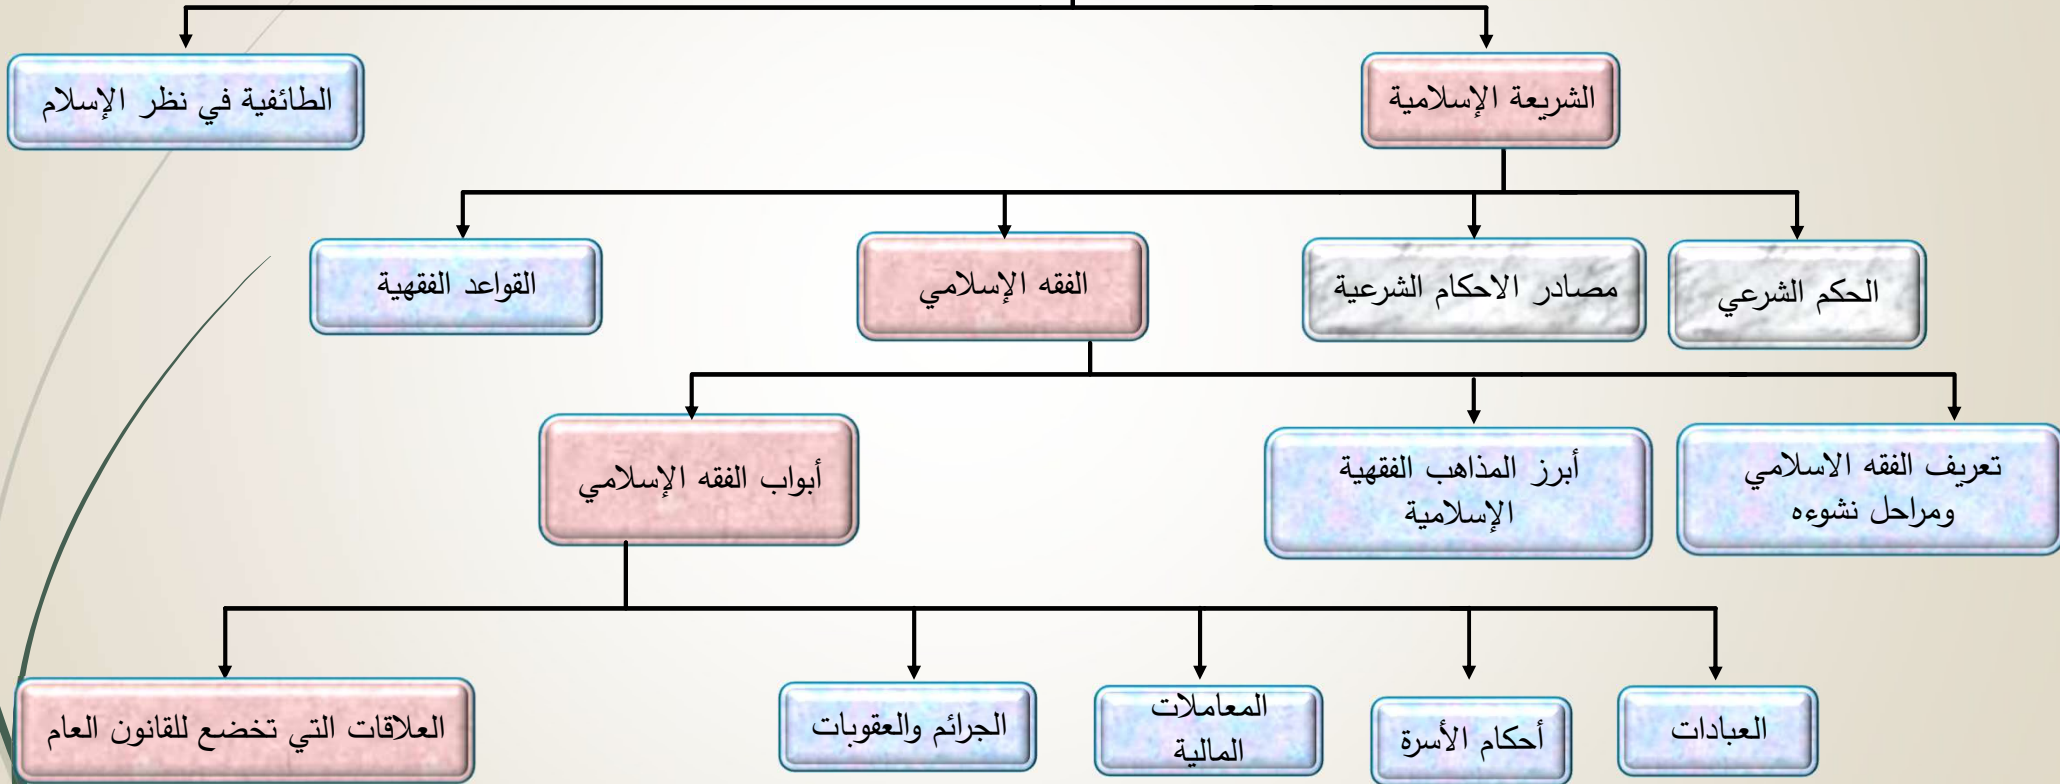 الشريعة الإسلامية
الطائفية في نظر الإسلام
الحكم الشرعي
مصادر الاحكام الشرعية
الفقه الإسلامي
القواعد الفقهية
تعريف الفقه الاسلامي
ومراحل نشوءه
أبرز المذاهب الفقهية
الإسلامية
أبواب الفقه الإسلامي
العبادات
أحكام الأسرة
المعاملات
المالية
الجرائم والعقوبات
العلاقات التي تخضع للقانون العام